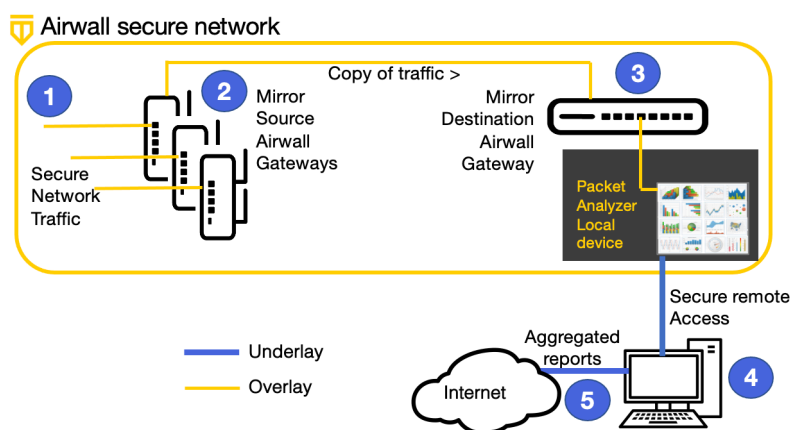 Airwall secure network
Copy of traffic >
1
2
3
Mirror
Source
Airwall
Gateways
Mirror
Destination
Airwall
Gateway
Secure
Network
Traffic
Packet
Analyzer
Local
device
Secure remote
Access
Aggregated
reports
Underlay
Overlay
Internet
4
5